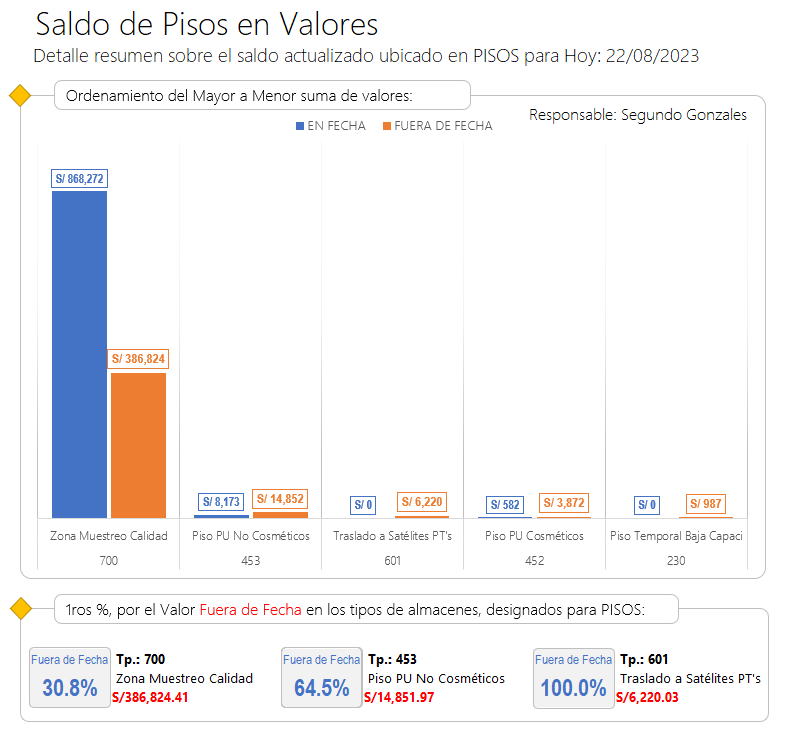 Saldo de Pisos en Valores
Detalle resumen sobre el saldo actualizado ubicado en PISOS para Hoy: 22/08/2023
Ordenamiento del Mayor a Menor suma de valores:
Responsable: Segundo Gonzales
EN FECHA FUERA DE FECHA
S/ 868,272
S/ 386,824
S/ 8,173 S/ 14,852 S/ 0 S/ 6,220 S/ 582 S/ 3,872 S/ 0 S/ 987
Zona Muestreo Calidad Piso PU No Cosméticos Traslado a Satélites PT's Piso PU Cosméticos Piso Temporal Baja Capaci
700 453 601 452 230
1ros %, por el Valor Fuera de Fecha en los tipos de almacenes, designados para PISOS:
Fuera de Fecha Tp.: 700 Fuera de Fecha Tp.: 453 Fuera de Fecha Tp.: 601
30.8% Zona Muestreo Calidad 64.5% Piso PU No Cosméticos 100.0% Traslado a Satélites PT's
S/386,824.41 S/14,851.97 S/6,220.03